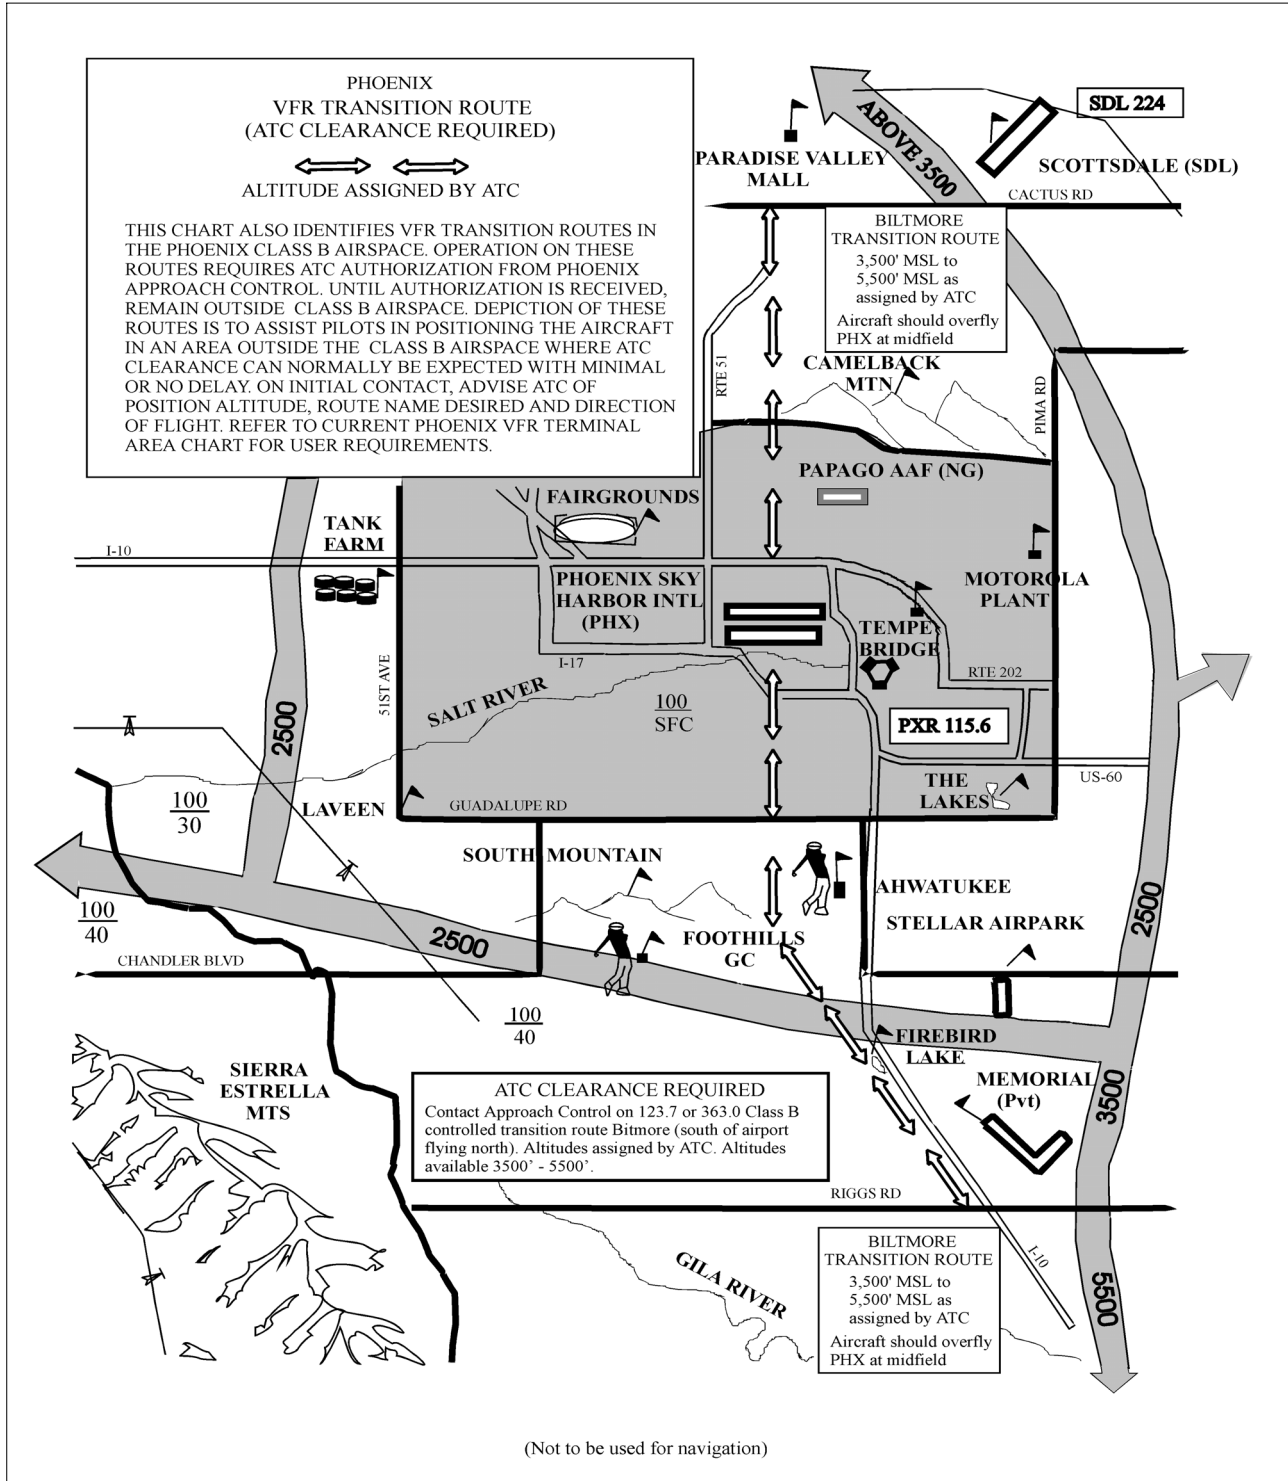 PHOENIX
VFR TRANSITION ROUTE
(ATC CLEARANCE REQUIRED)
ALTITUDE ASSIGNED BY ATC
THIS CHART ALSO IDENTIFIES VFR TRANSITION ROUTES IN
THE PHOENIX CLASS B AIRSPACE. OPERATION ON THESE
ROUTES REQUIRES ATC AUTHORIZATION FROM PHOENIX
APPROACH CONTROL. UNTIL AUTHORIZATION IS RECEIVED,
REMAIN OUTSIDE CLASS B AIRSPACE. DEPICTION OF THESE
ROUTES IS TO ASSIST PILOTS IN POSITIONING THE AIRCRAFT
IN AN AREA OUTSIDE THE CLASS B AIRSPACE WHERE ATC
CLEARANCE CAN NORMALLY BE EXPECTED WITH MINIMAL
OR NO DELAY. ON INITIAL CONTACT, ADVISE ATC OF
POSITION ALTITUDE, ROUTE NAME DESIRED AND DIRECTION
OF FLIGHT. REFER TO CURRENT PHOENIX VFR TERMINAL
AREA CHART FOR USER REQUIREMENTS.
SDL 224
ABOVE 3500
PARADISE VALLEY
MALL
SCOTTSDALE (SDL)
CACTUS RD
BILTMORE
TRANSITION ROUTE
3,500' MSL to
5,500' MSL as
assigned by ATC
Aircraft should overfly
PHX at midfield
RTE 51
CAMELBACK
MTN
PIMA RD
PAPAGO AAF (NG)
FAIRGROUNDS
TANK
FARM
I-10
PHOENIX SKY
HARBOR INTL
(PHX)
MOTOROLA
PLANT
TEMPE
BRIDGE
I-17
RTE 202
51ST AVE
SALT RIVER
100
SFC
PXR 115.6
2500
US-60
THE
LAKES
100
30
LAVEEN
GUADALUPE RD
SOUTH MOUNTAIN
AHWATUKEE
STELLAR AIRPARK
2500
100
40
2500
FOOTHILLS
GC
CHANDLER BLVD
100
40
FIREBIRD
LAKE
SIERRA
ESTRELLA
MTS
MEMORIAL
(Pvt)
3500
ATC CLEARANCE REQUIRED
Contact Approach Control on 123.7 or 363.0 Class B
controlled transition route Bitmore (south of airport
flying north). Altitudes assigned by ATC. Altitudes
available 3500’ - 5500’.
RIGGS RD
GILA RIVER
I-10
5500
BILTMORE
TRANSITION ROUTE
3,500' MSL to
5,500' MSL as
assigned by ATC
Aircraft should overfly
PHX at midfield
(Not to be used for navigation)